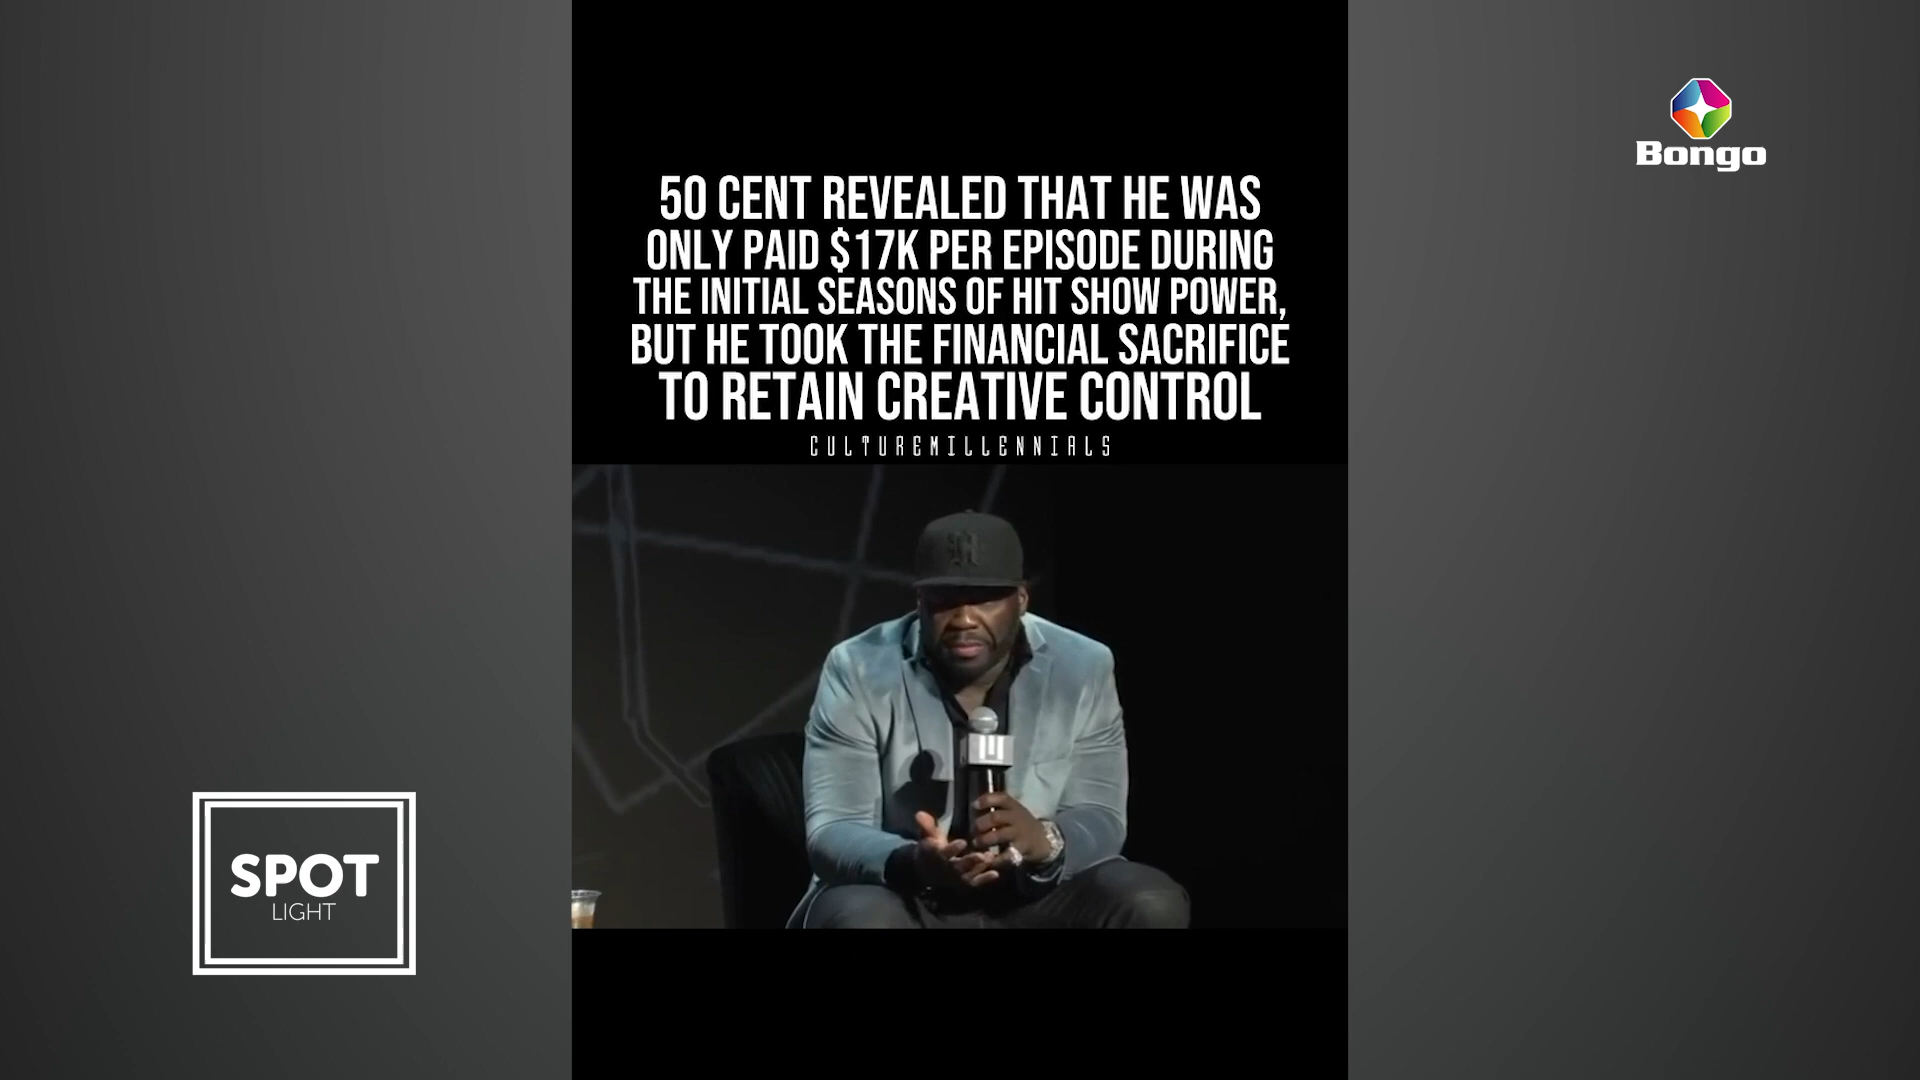 Bongo
50 CENT REVEALED THAT HE WAS
ONLY PAID $17K PER EPISODE DURING
THE INITIAL SEASONS OF HIT SHOW POWER,
BUT HE TOOK THE FINANCIAL SACRIFICE
TO RETAIN CREATIVE CONTROL
CULTUREMILLENNIALS
SPOT
LIGHT